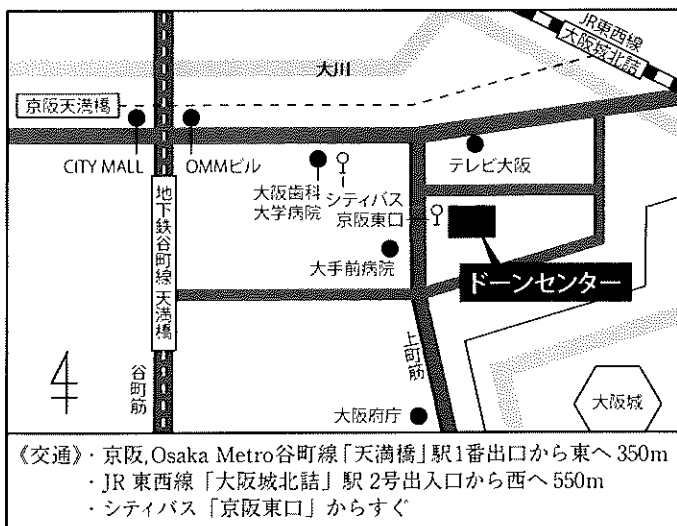 JR東西線
大阪城北詰
大川
京阪天満橋
CITY MALL
OMMビル
大阪歯科
大学病院
シティバス
京阪東口
テレビ大阪
地下鉄谷町線 天満橋
大手前病院
ドーンセンター
谷町筋
上町筋
大阪府庁
大阪城
《交通》・京阪,Osaka Metro谷町線「天満橋」駅1番出口から東へ 350m
・JR 東西線「大阪城北詰」駅 2号出入口から西へ 550m
・シティバス「京阪東口」からすぐ